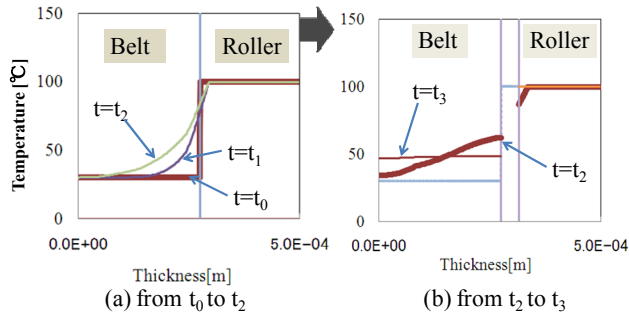 150
100
50
0
Temperature [℃]
Belt
Roller
t=t2
t=t1
t=t0
0.0E+00
5.0E-04
Thickness[m]
(a) from t0 to t2
150
100
50
0
Belt
Roller
t=t3
t=t2
0.0E+00
5.0E-04
Thickness[m]
(b) from t2 to t3